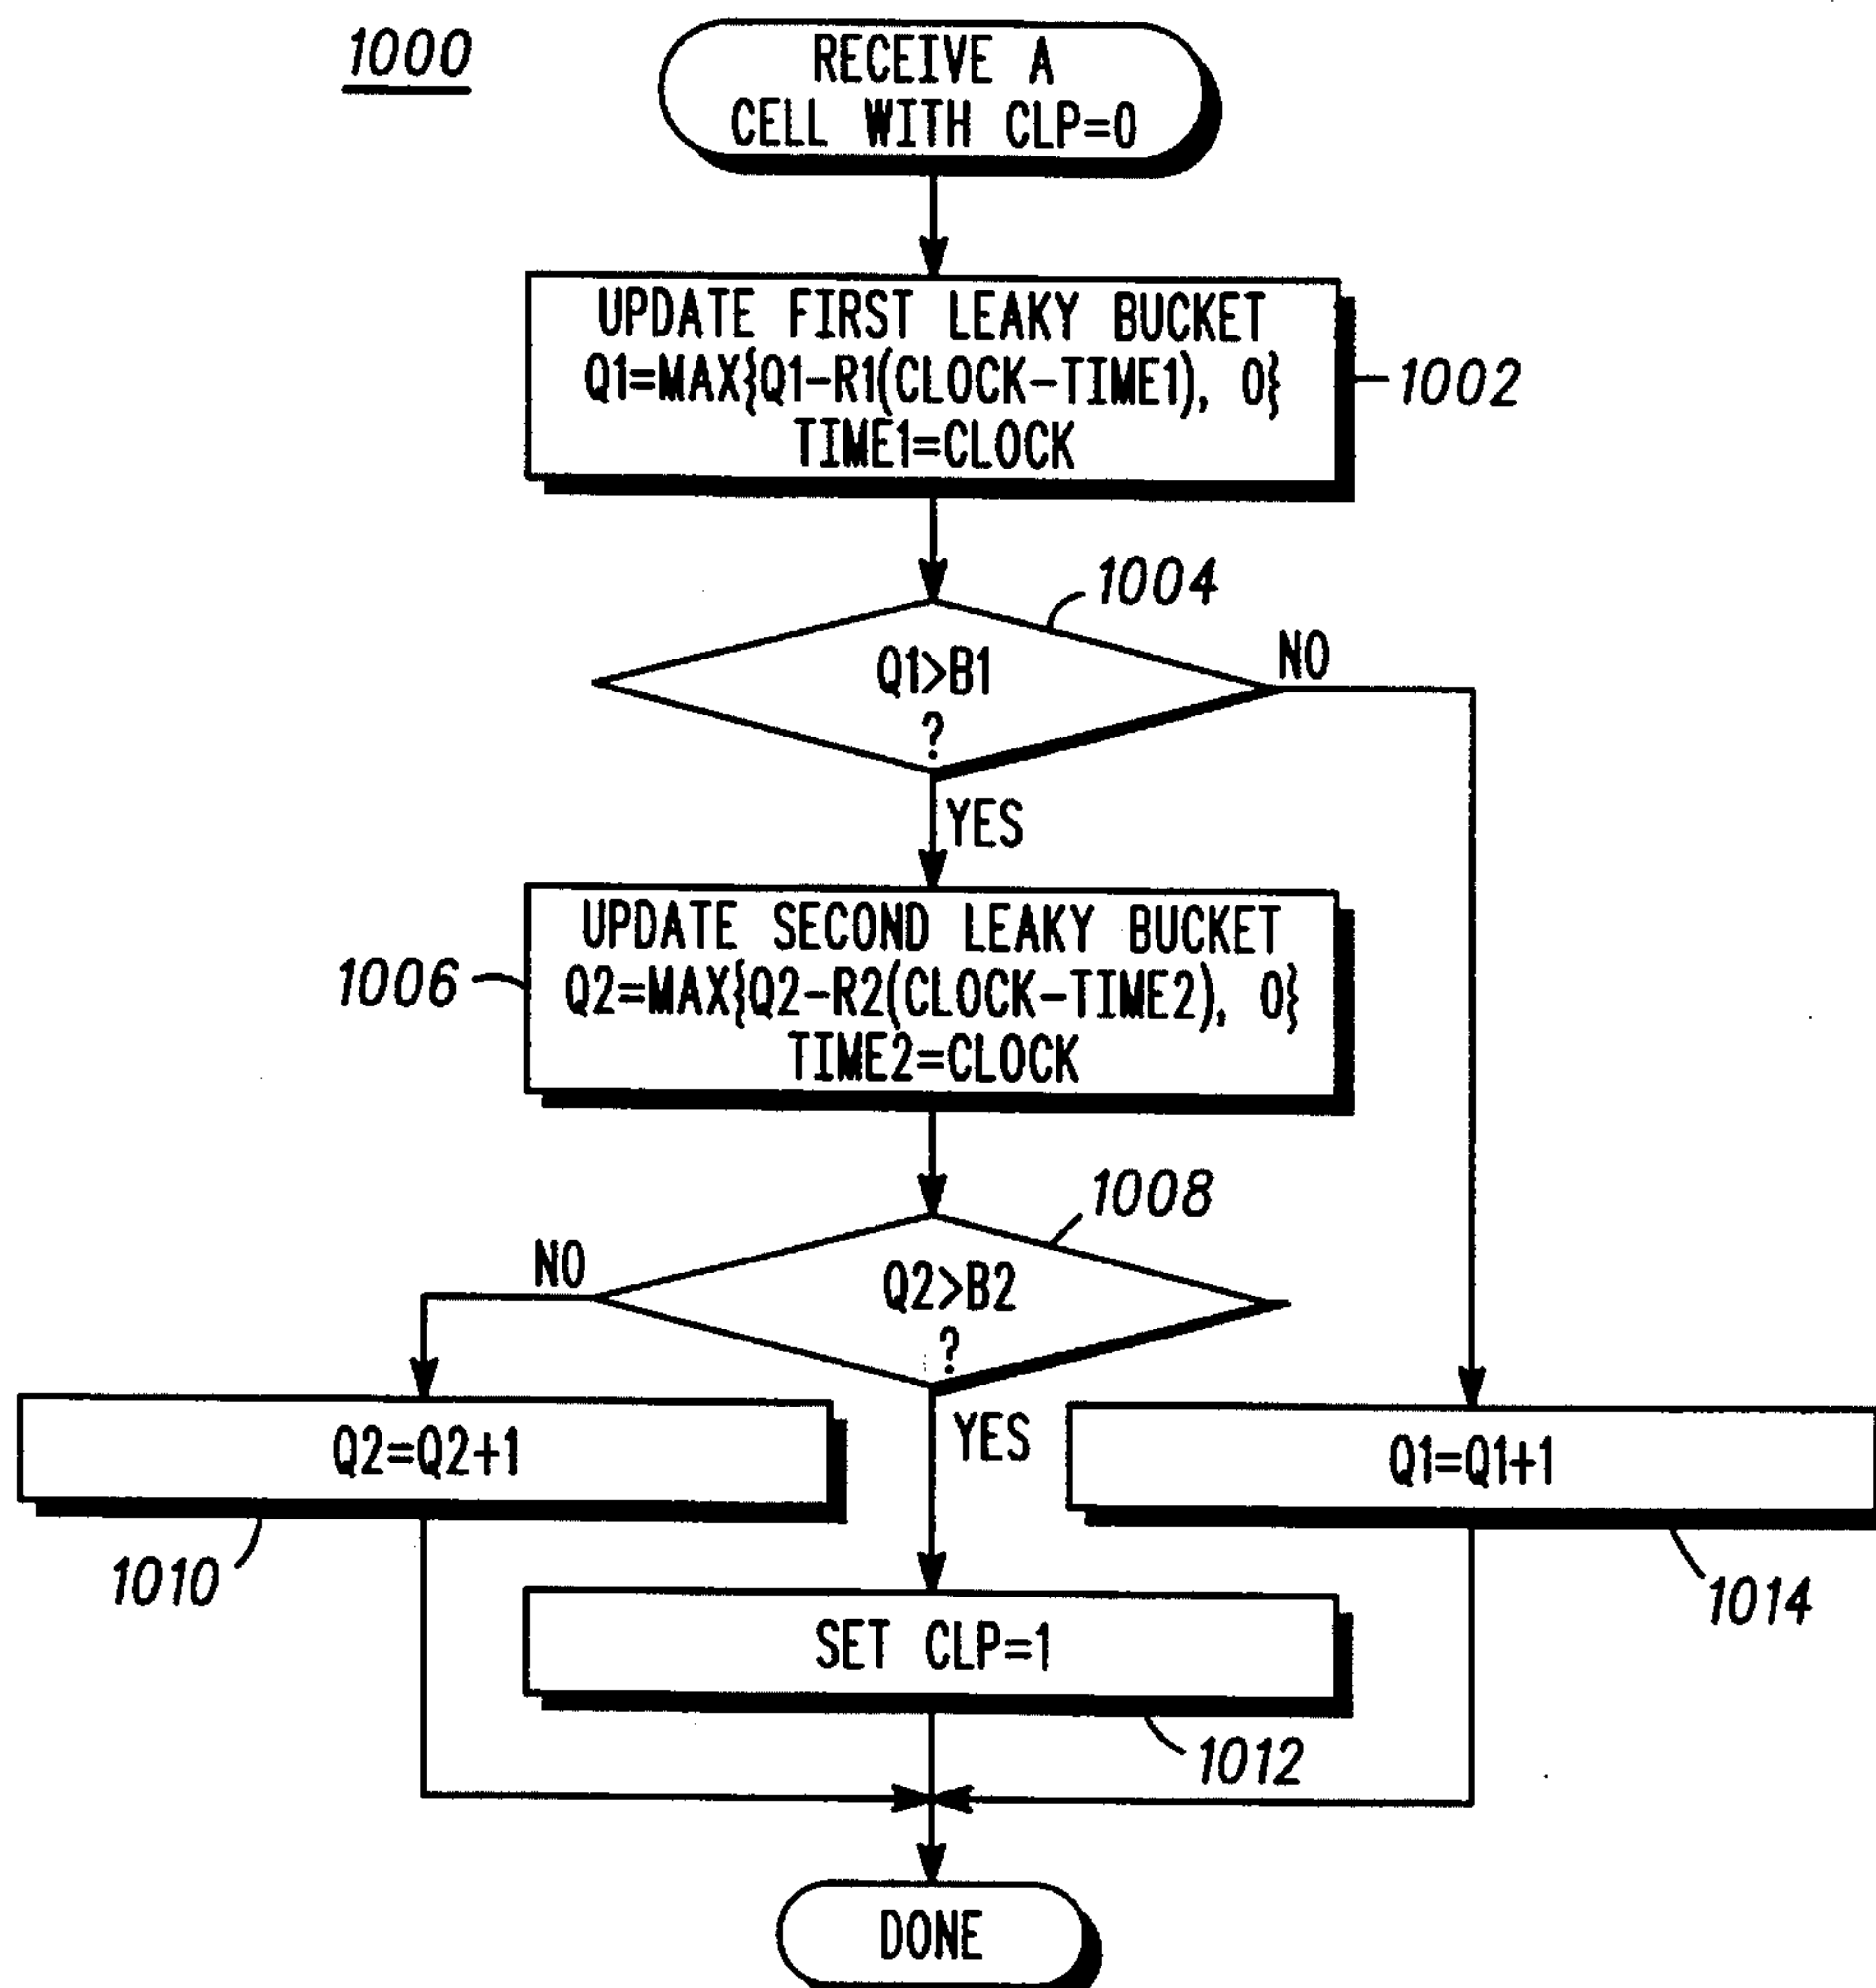 1000
RECEIVE A
CELL WITH CLP=0
UPDATE FIRST LEAKY BUCKET
Q1=MAX{Q1-R1(CLOCK-TIME1), 0}
TIME1=CLOCK
1002
1004
Q1>B1
?
NO
YES
UPDATE SECOND LEAKY BUCKET
Q2=MAX{Q2-R2(CLOCK-TIME2), 0}
TIME2=CLOCK
1006
1008
Q2>B2
?
NO
YES
Q2=Q2+1
1010
Q1=Q1+1
1014
SET CLP=1
1012
DONE